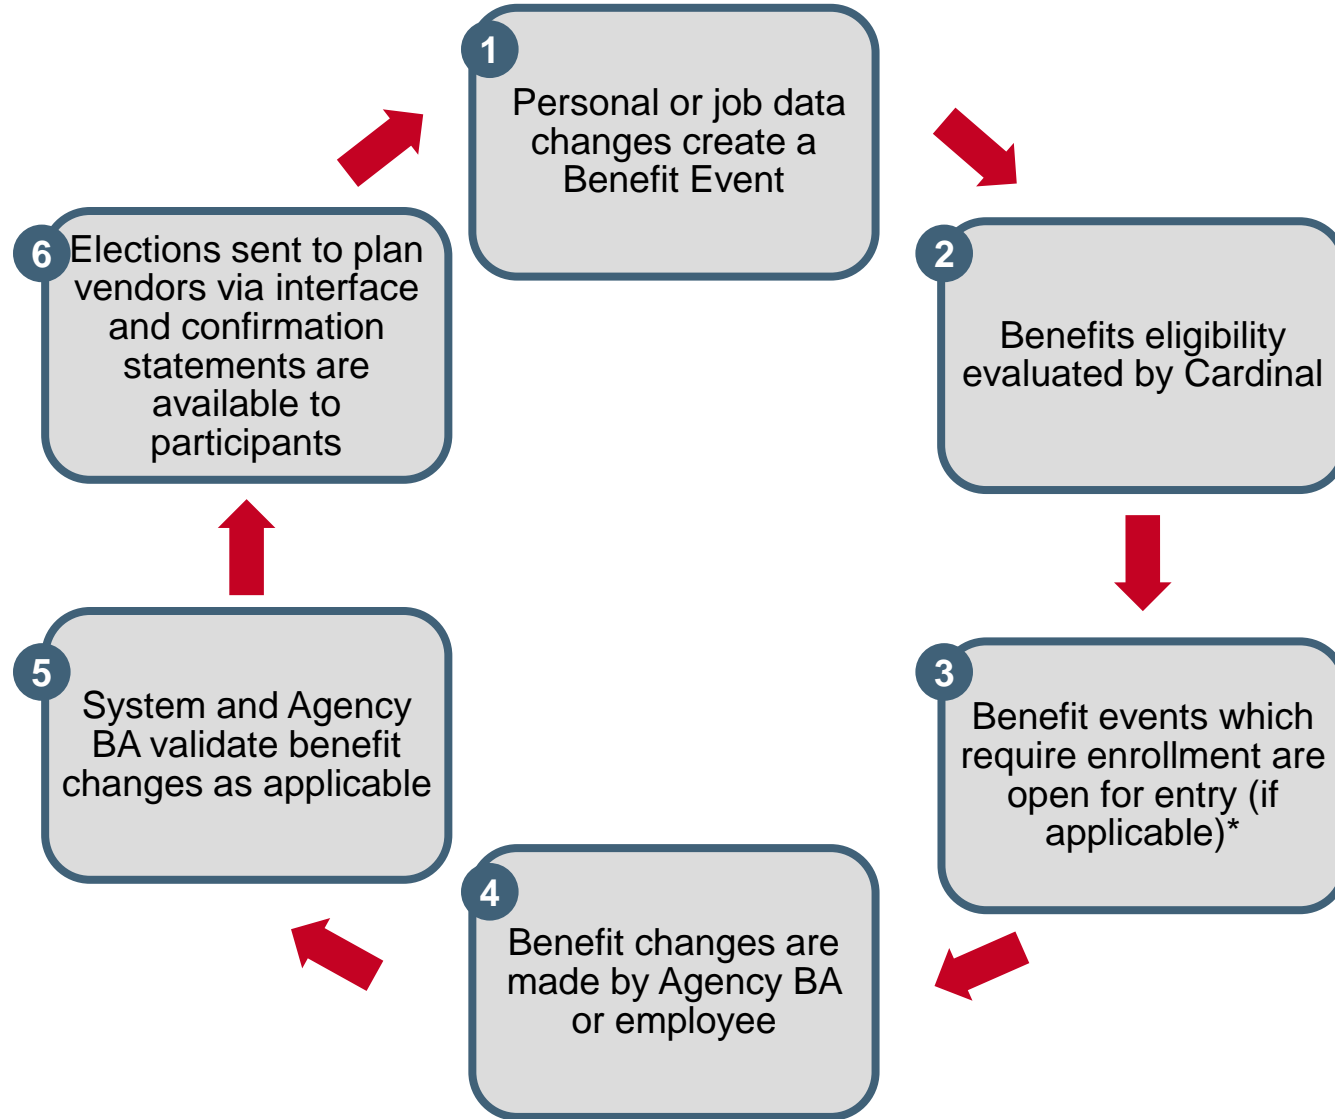 1
Personal or job data
changes create a
Benefit Event
2
Benefits eligibility
evaluated by Cardinal
3
Benefit events which
require enrollment are
open for entry (if
applicable)*
4
Benefit changes are
made by Agency BA
or employee
5
System and Agency
BA validate benefit
changes as applicable
6
Elections sent to plan
vendors via interface
and confirmation
statements are
available to
participants